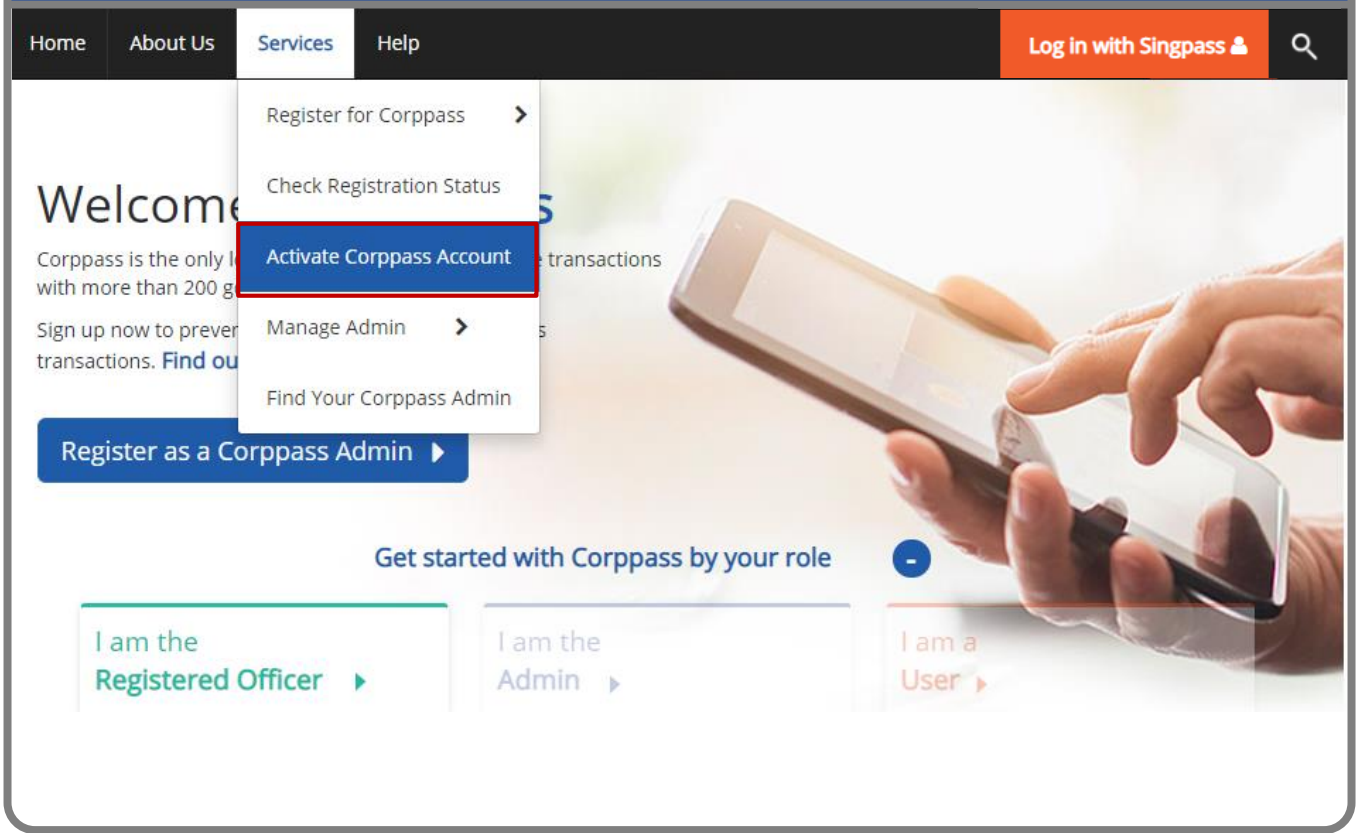 Home About Us Services Help Log in with Singpass
Register for Corppass
Check Registration Status
Activate Corppass Account
Manage Admin
Find Your Corppass Admin
Welcome s
Corppass is the only transactions
with more than 200
Sign up now to s
transactions. Find
Register as a Corppass Admin
Get started with Corppass by your role
-
I am the
Registered Officer
I am the
Admin
I am a
User